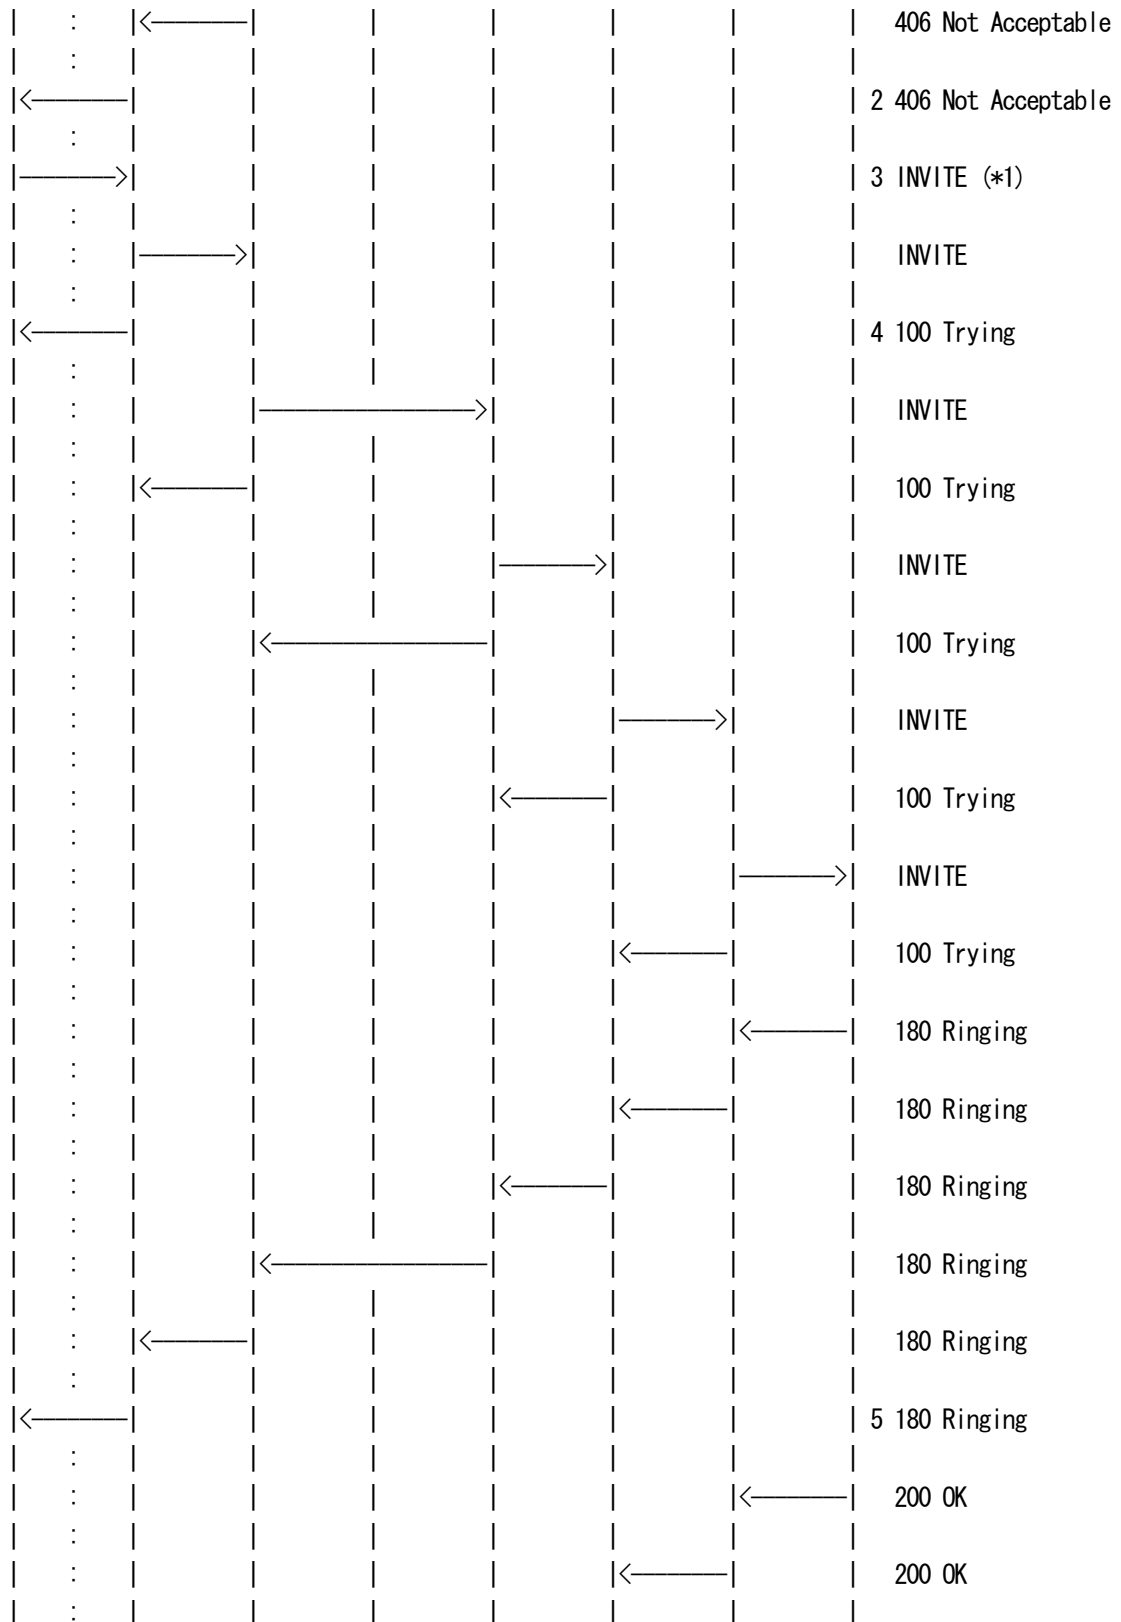 406 Not Acceptable
2 406 Not Acceptable
3 INVITE (*1)
INVITE
4 100 Trying
INVITE
100 Trying
INVITE
100 Trying
INVITE
100 Trying
INVITE
100 Trying
180 Ringing
180 Ringing
180 Ringing
180 Ringing
180 Ringing
5 180 Ringing
200 OK
200 OK